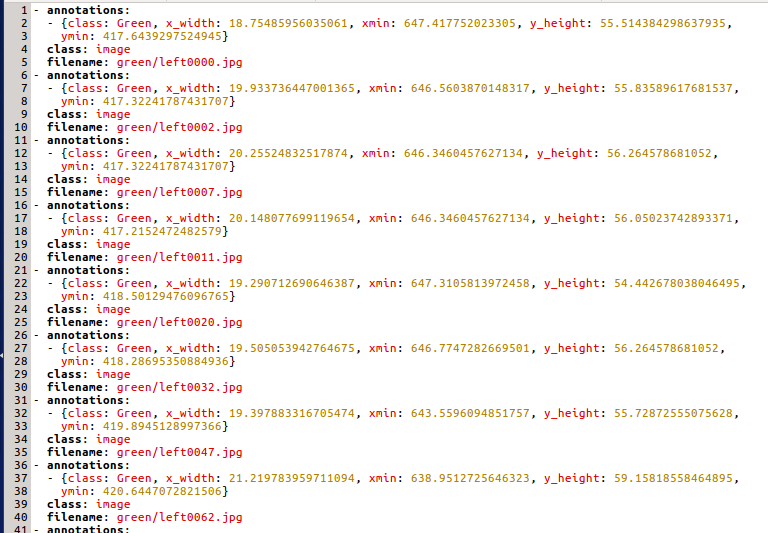 1 - annotations:
2   - {class: Green, x_width: 18.75485956035061, xmin: 647.417752023305, y_height: 55.514384298637935,
3     ymin: 417.6439297524945}
4   class: image
5   filename: green/left0000.jpg
6 - annotations:
7   - {class: Green, x_width: 19.933736447001365, xmin: 646.5603870148317, y_height: 55.83589617681537,
8     ymin: 417.32241787431707}
9   class: image
10   filename: green/left0002.jpg
11 - annotations:
12   - {class: Green, x_width: 20.25524832517874, xmin: 646.3460457627134, y_height: 56.264578681052,
13     ymin: 417.32241787431707}
14   class: image
15   filename: green/left0007.jpg
16 - annotations:
17   - {class: Green, x_width: 20.148077699119654, xmin: 646.3460457627134, y_height: 56.05023742893371,
18     ymin: 417.2152472482579}
19   class: image
20   filename: green/left0011.jpg
21 - annotations:
22   - {class: Green, x_width: 19.290712690646387, xmin: 647.3105813972458, y_height: 54.442678038046495,
23     ymin: 418.50129476096765}
24   class: image
25   filename: green/left0020.jpg
26 - annotations:
27   - {class: Green, x_width: 19.505053942764675, xmin: 646.7747282669501, y_height: 56.264578681052,
28     ymin: 418.28695350884936}
29   class: image
30   filename: green/left0032.jpg
31 - annotations:
32   - {class: Green, x_width: 19.397883316705474, xmin: 643.5596094851757, y_height: 55.72872555075628,
33     ymin: 419.8945128997366}
34   class: image
35   filename: green/left0047.jpg
36 - annotations:
37   - {class: Green, x_width: 21.219783959711094, xmin: 638.9512725646323, y_height: 59.15818558464895,
38     ymin: 420.6447072821506}
39   class: image
40   filename: green/left0062.jpg
41 - annotations: